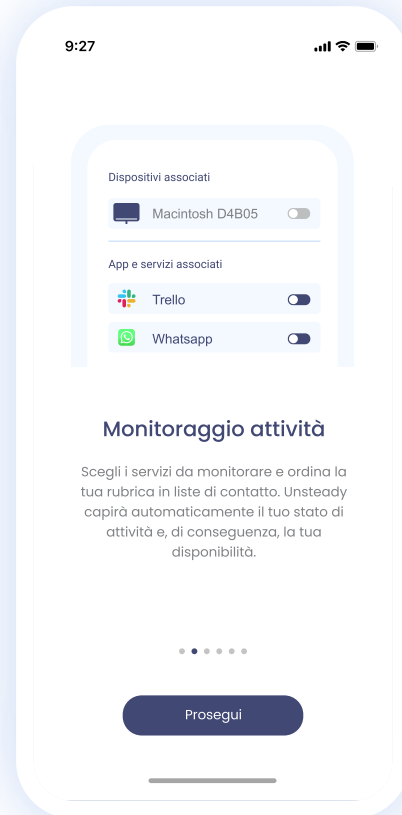 9:27
Dispositivi associati
Macintosh D4B05
App e servizi associati
Trello
Whatsapp
Monitoraggio attività
Scegli i servizi da monitorare e ordina la
tua rubrica in liste di contatto. Unsteady
capirà automaticamente il tuo stato di
attività e, di conseguenza, la tua
disponibilità.
Prosegui